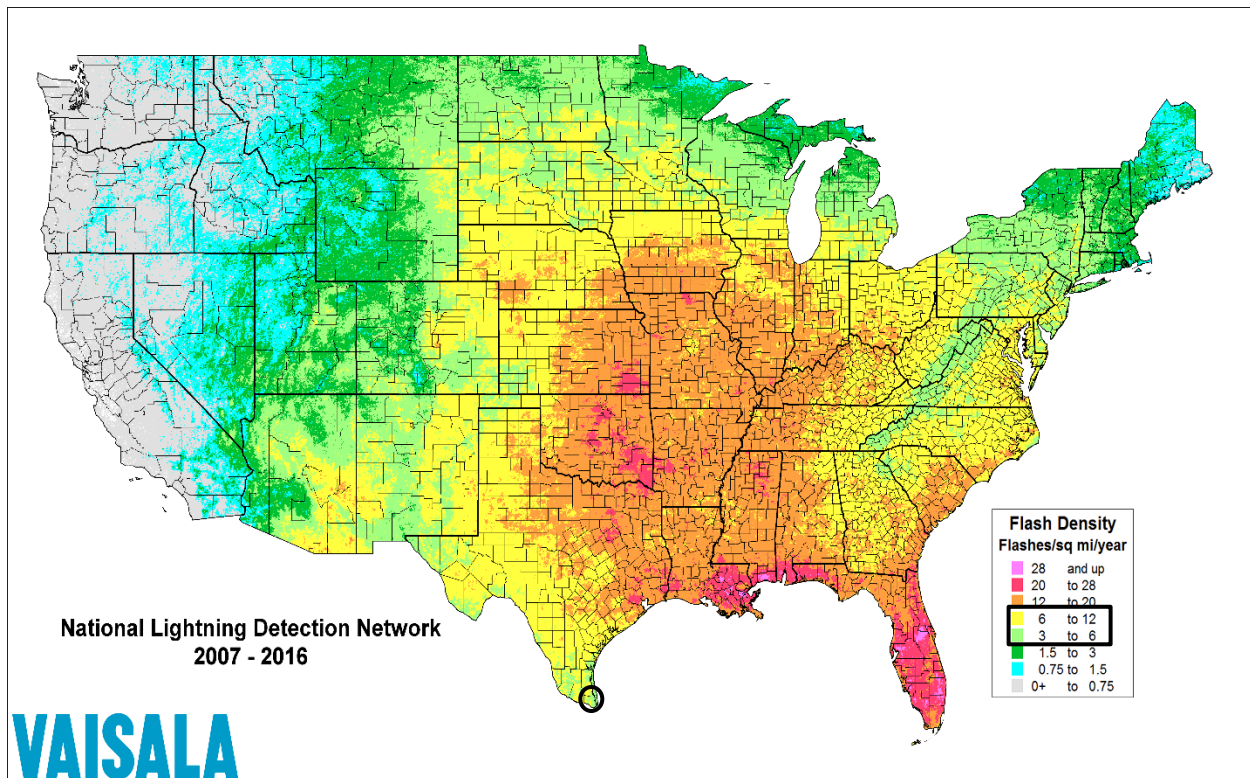 Flash Density
Flashes/sq mi/year
28 and up
20 to 28
12 to 20
6 to 12
3 to 6
1.5 to 3
0.75 to 1.5
0+ to 0.75
National Lightning Detection Network
2007 - 2016
VAISALA